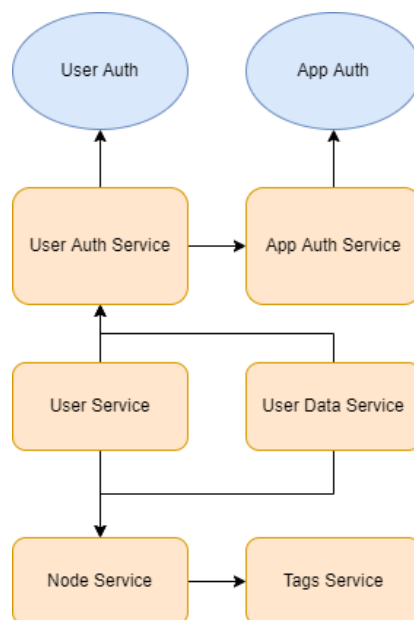 User Auth
App Auth
User Auth Service
App Auth Service
User Service
User Data Service
Node Service
Tags Service